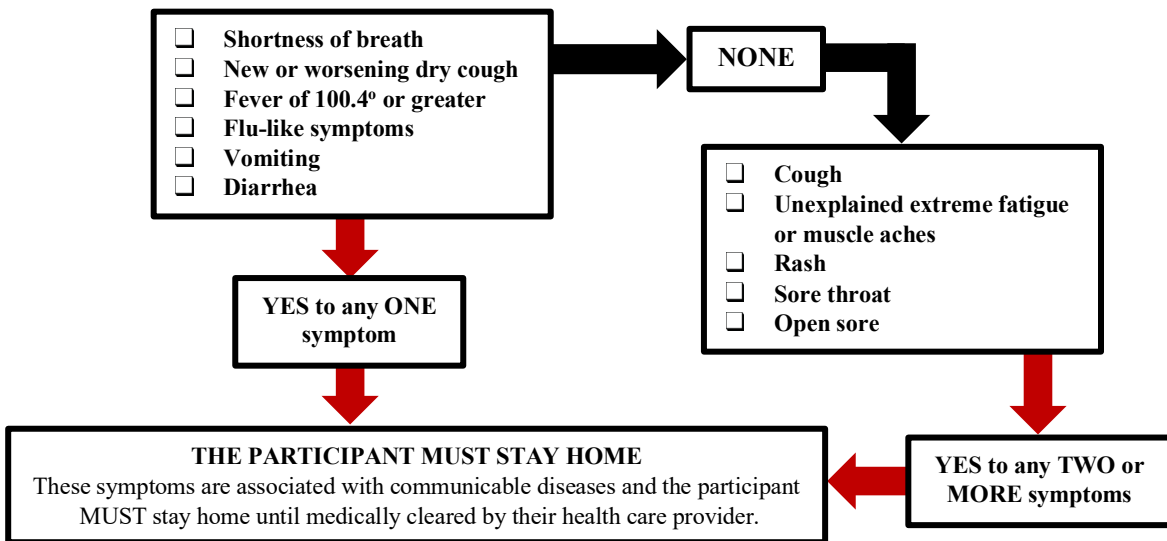 ❑ Shortness of breath
❑ New or worsening dry cough
❑ Fever of 100.4° or greater
❑ Flu-like symptoms
❑ Vomiting
❑ Diarrhea
NONE
❑ Cough
❑ Unexplained extreme fatigue
or muscle aches
❑ Rash
❑ Sore throat
❑ Open sore
YES to any ONE
symptom
YES to any TWO or
MORE symptoms
THE PARTICIPANT MUST STAY HOME
These symptoms are associated with communicable diseases and the participant
MUST stay home until medically cleared by their health care provider.